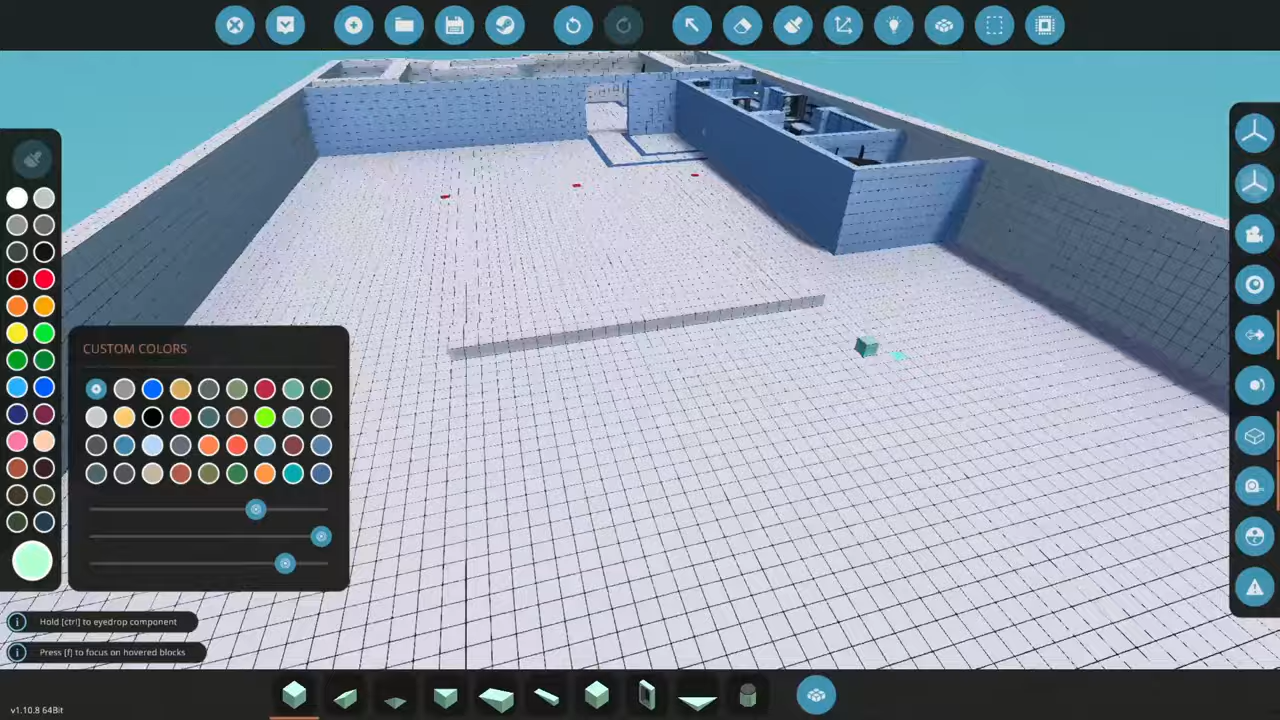 CUSTOM COLORS
Hold [ctrl] to eyedrop component
Press [f] to focus on hovered blocks
v1.10.8 64Bit